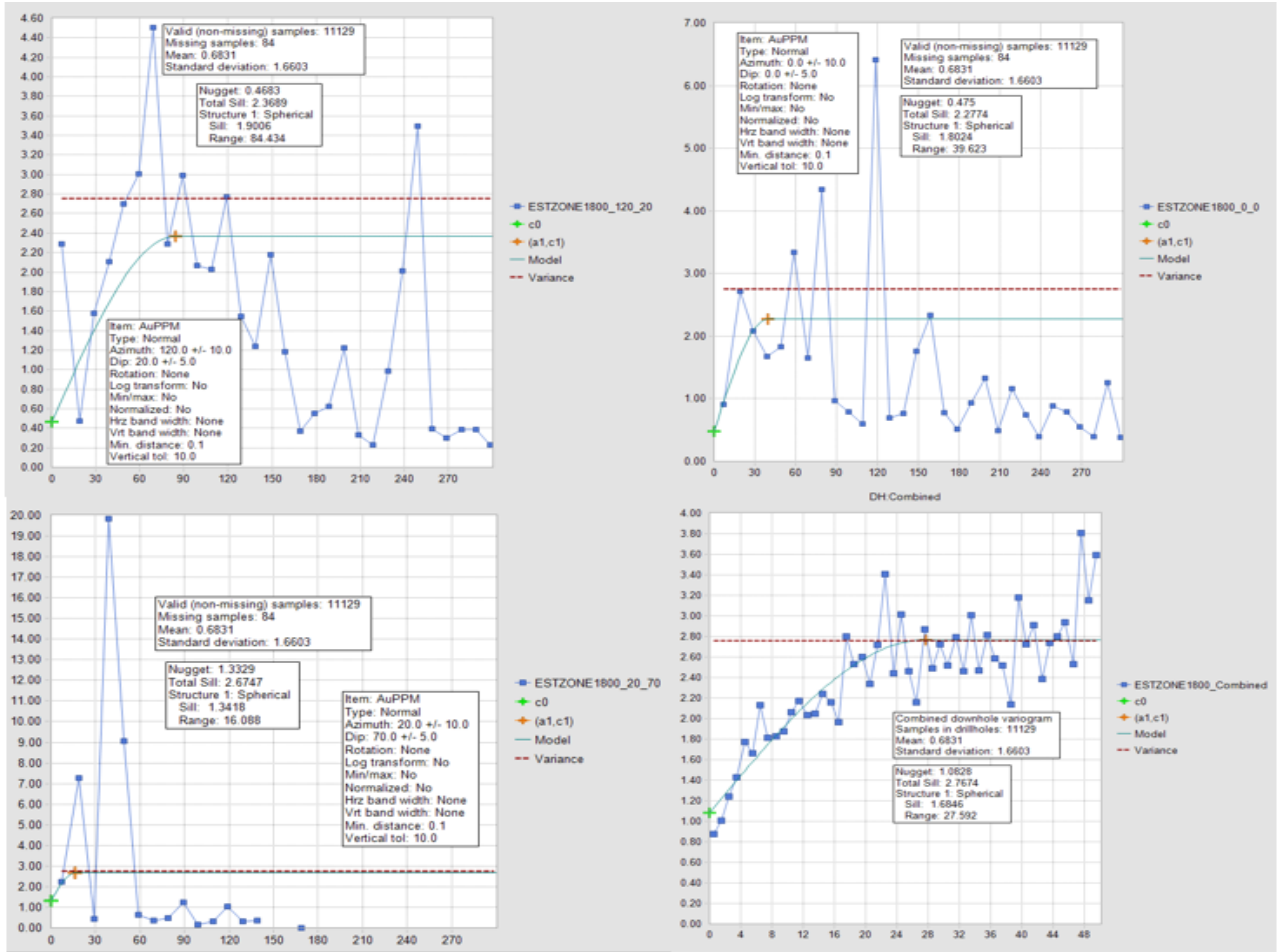 4.60
4.40
4.20
4.00
3.80
3.60
3.40
3.20
3.00
2.80
2.60
2.40
2.20
2.00
1.80
1.60
1.40
1.20
1.00
0.80
0.60
0.40
0.20
0.00
0 30 60 90 120 150 180 210 240 270
Valid (non-missing) samples: 11129
Missing samples: 84
Mean: 0.6831
Standard deviation: 1.6603
Nugget: 0.4683
Total Sill: 2.3689
Structure 1: Spherical
Sill: 1.9006
Range: 84.434
Item: AuPPM
Type: Normal
Azimuth: 120.0 +/- 10.0
Dip: 20.0 +/- 5.0
Rotation: None
Log transform: No
Min/max: No
Normalized: No
Hrz band width: None
Vrt band width: None
Min. distance: 0.1
Vertical tol: 10.0
ESTZONE1800_120_20
c0
(a1,c1)
Model
Variance
7.00
6.00
5.00
4.00
3.00
2.00
1.00
0.00
0 30 60 90 120 150 180 210 240 270
Item: AuPPM
Type: Normal
Azimuth: 0.0 +/- 10.0
Dip: 0.0 +/- 5.0
Rotation: None
Log transform: No
Min/max: No
Normalized: No
Hrz band width: None
Vrt band width: None
Min. distance: 0.1
Vertical tol: 10.0
Valid (non-missing) samples: 11129
Missing samples: 84
Mean: 0.6831
Standard deviation: 1.6603
Nugget: 0.475
Total Sill: 2.2774
Structure 1: Spherical
Sill: 1.8024
Range: 39.623
ESTZONE1800_0_0
c0
(a1,c1)
Model
Variance
20.00
19.00
18.00
17.00
16.00
15.00
14.00
13.00
12.00
11.00
10.00
9.00
8.00
7.00
6.00
5.00
4.00
3.00
2.00
1.00
0.00
0 30 60 90 120 150 180 210 240 270
Valid (non-missing) samples: 11129
Missing samples: 84
Mean: 0.6831
Standard deviation: 1.6603
Nugget: 1.3329
Total Sill: 2.6747
Structure 1: Spherical
Sill: 1.3418
Range: 16.088
Item: AuPPM
Type: Normal
Azimuth: 20.0 +/- 10.0
Dip: 70.0 +/- 5.0
Rotation: None
Log transform: No
Min/max: No
Normalized: No
Hrz band width: None
Vrt band width: None
Min. distance: 0.1
Vertical tol: 10.0
ESTZONE1800_20_70
c0
(a1,c1)
Model
Variance
DH:Combined
4.00
3.80
3.60
3.40
3.20
3.00
2.80
2.60
2.40
2.20
2.00
1.80
1.60
1.40
1.20
1.00
0.80
0.60
0.40
0.20
0.00
0 4 8 12 16 20 24 28 32 36 40 44 48
Combined downhole variogram
Samples in drillholes: 11129
Mean: 0.6831
Standard deviation: 1.6603
Nugget: 1.0828
Total Sill: 2.7674
Structure 1: Spherical
Sill: 1.6846
Range: 27.592
ESTZONE1800_Combined
c0
(a1,c1)
Model
Variance